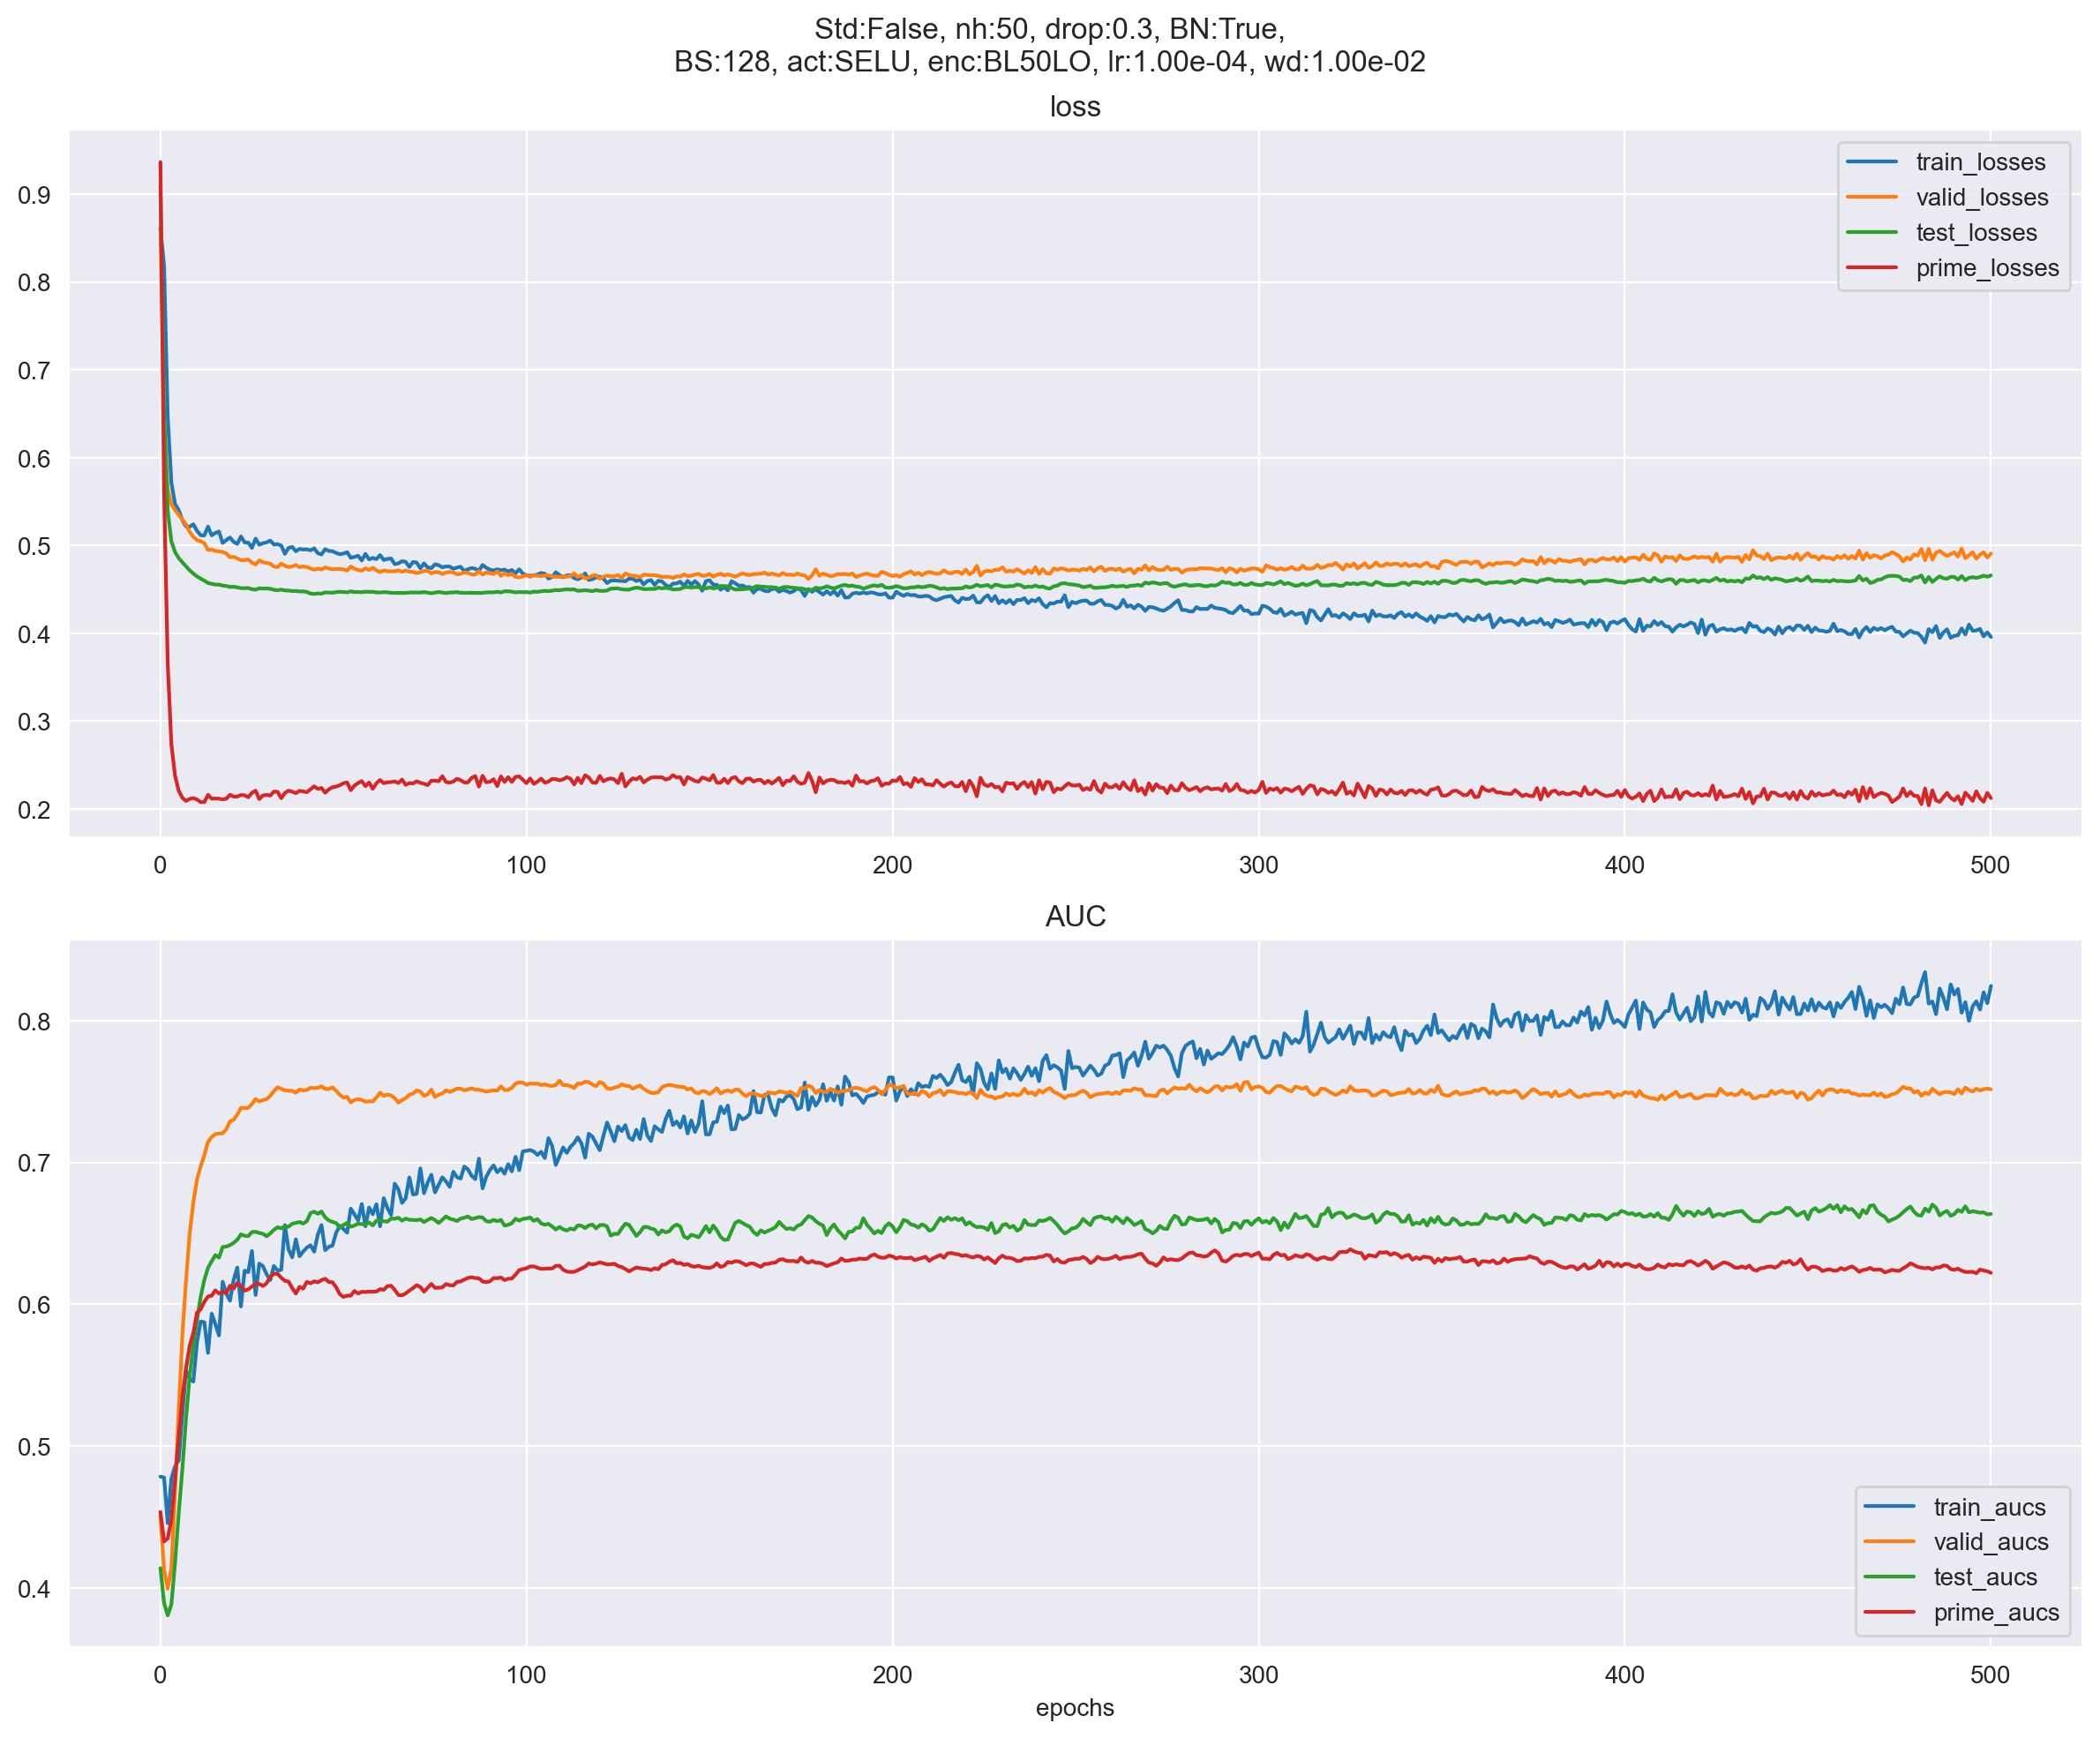 Std:False, nh:50, drop:0.3, BN:True,
BS:128, act:SELU, enc:BL50LO, lr:1.00e-04, wd:1.00e-02
loss
train_losses
valid_losses
test_losses
prime_losses
0.9
0.8
0.7
0.6
0.5
0.4
0.3
0.2
0 100 200 300 400 500
AUC
0.8
0.7
0.6
0.5
0.4
train_aucs
valid_aucs
test_aucs
prime_aucs
0 100 200 300 400 500
epochs